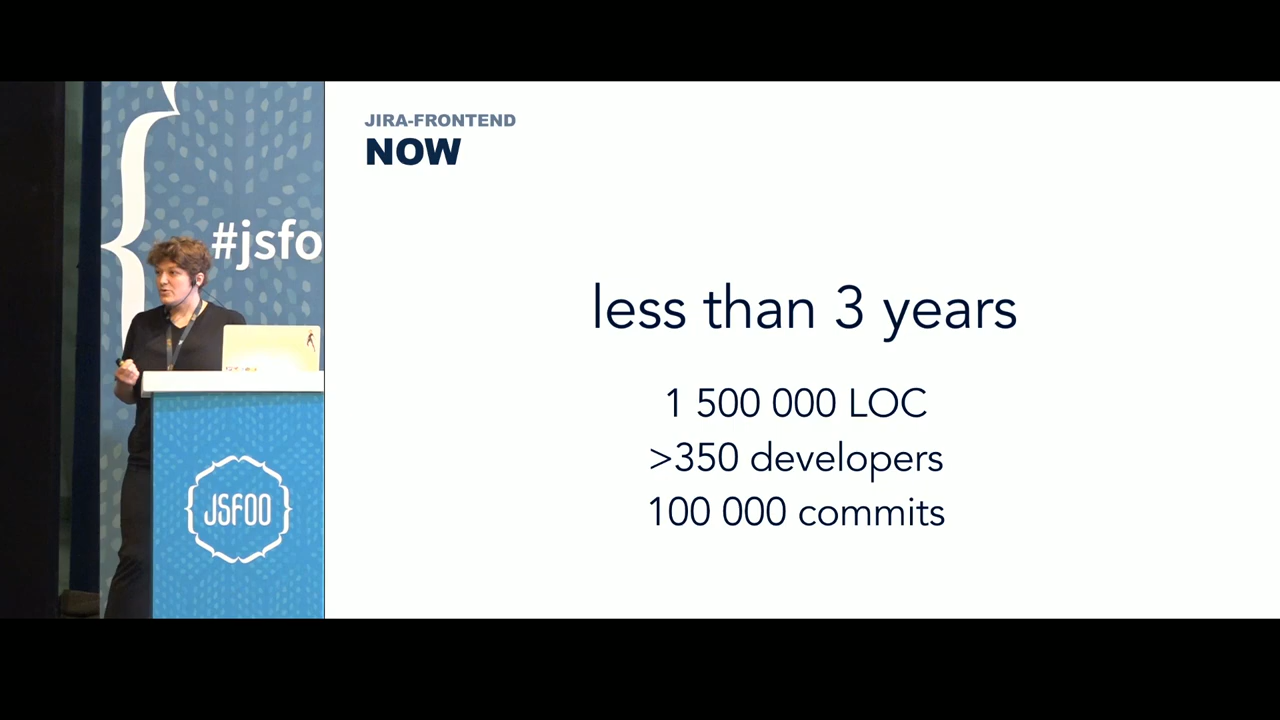 #jsfo
JSFOO
JIRA-FRONTEND
NOW
less than 3 years
1 500 000 LOC
>350 developers
100 000 commits